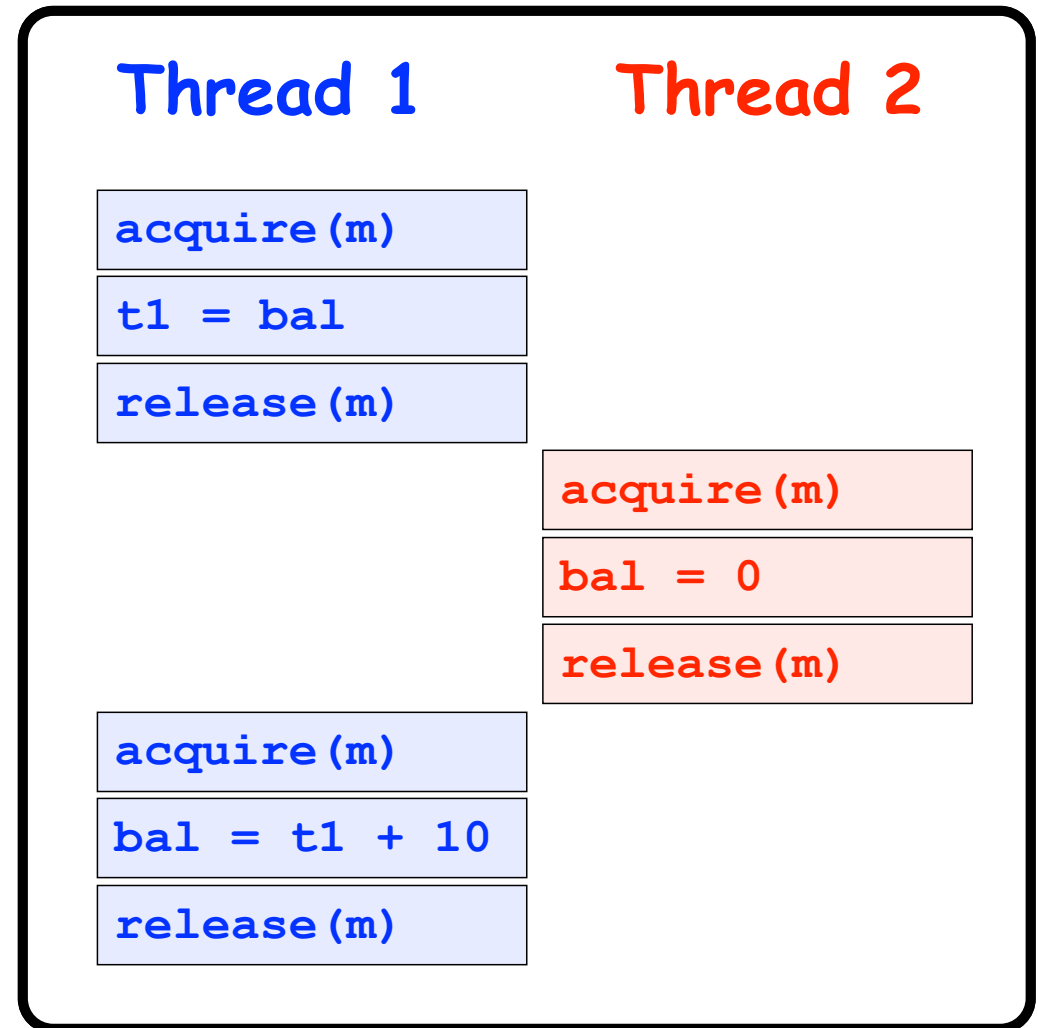 Thread 1 Thread 2
acquire(m)
t1 = bal
release(m)
acquire(m)
bal = 0
release(m)
acquire(m)
bal = t1 + 10
release(m)